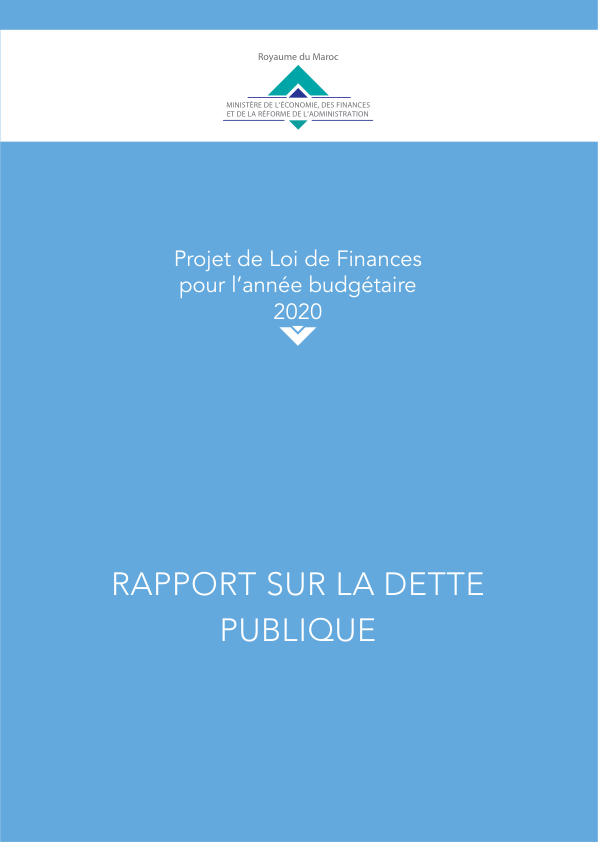 Royaume du Maroc
MINISTÈRE DE L'ÉCONOMIE, DES FINANCES
ET DE LA RÉFORME DE L'ADMINISTRATION
Projet de Loi de Finances
pour l'année budgétaire
2020
RAPPORT SUR LA DETTE
PUBLIQUE